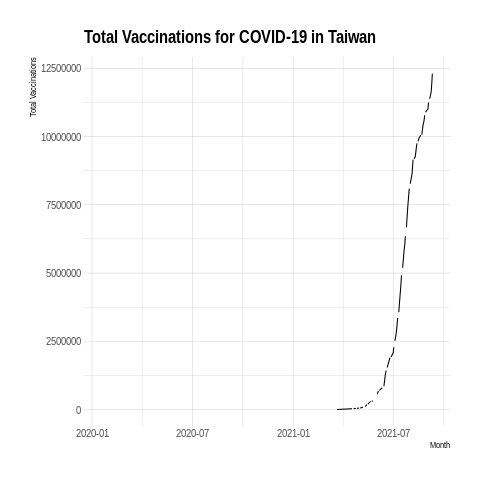 Total Vaccinations for COVID-19 in Taiwan
Total Vaccinations
12500000
10000000
7500000
5000000
2500000
0
2020-01 2020-07 2021-01 2021-07
Month